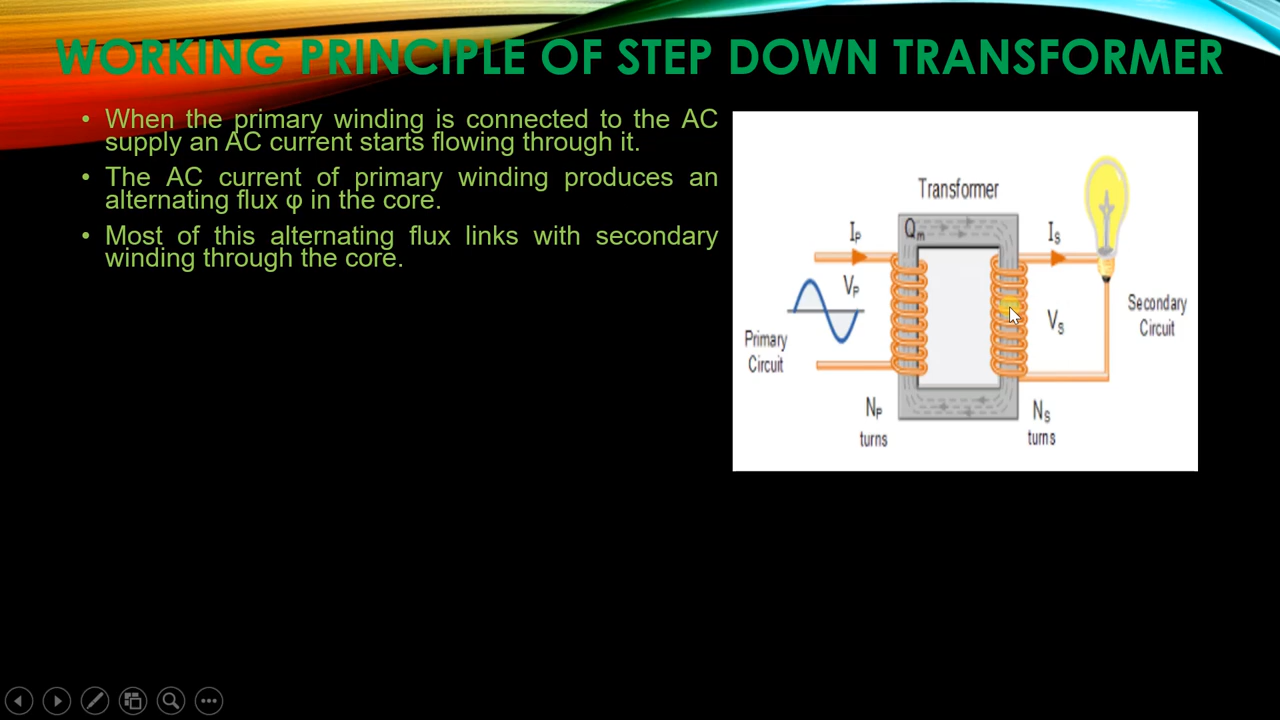 WORKING PRINCIPLE OF STEP DOWN TRANSFORMER
• When the primary winding is connected to the AC
supply an AC current starts flowing through it.
• The AC current of primary winding produces an
alternating flux φ in the core.
• Most of this alternating flux links with secondary
winding through the core.
Transformer
Qm
IP
IS
VP
VS
Primary
Circuit
Secondary
Circuit
NP
turns
NS
turns